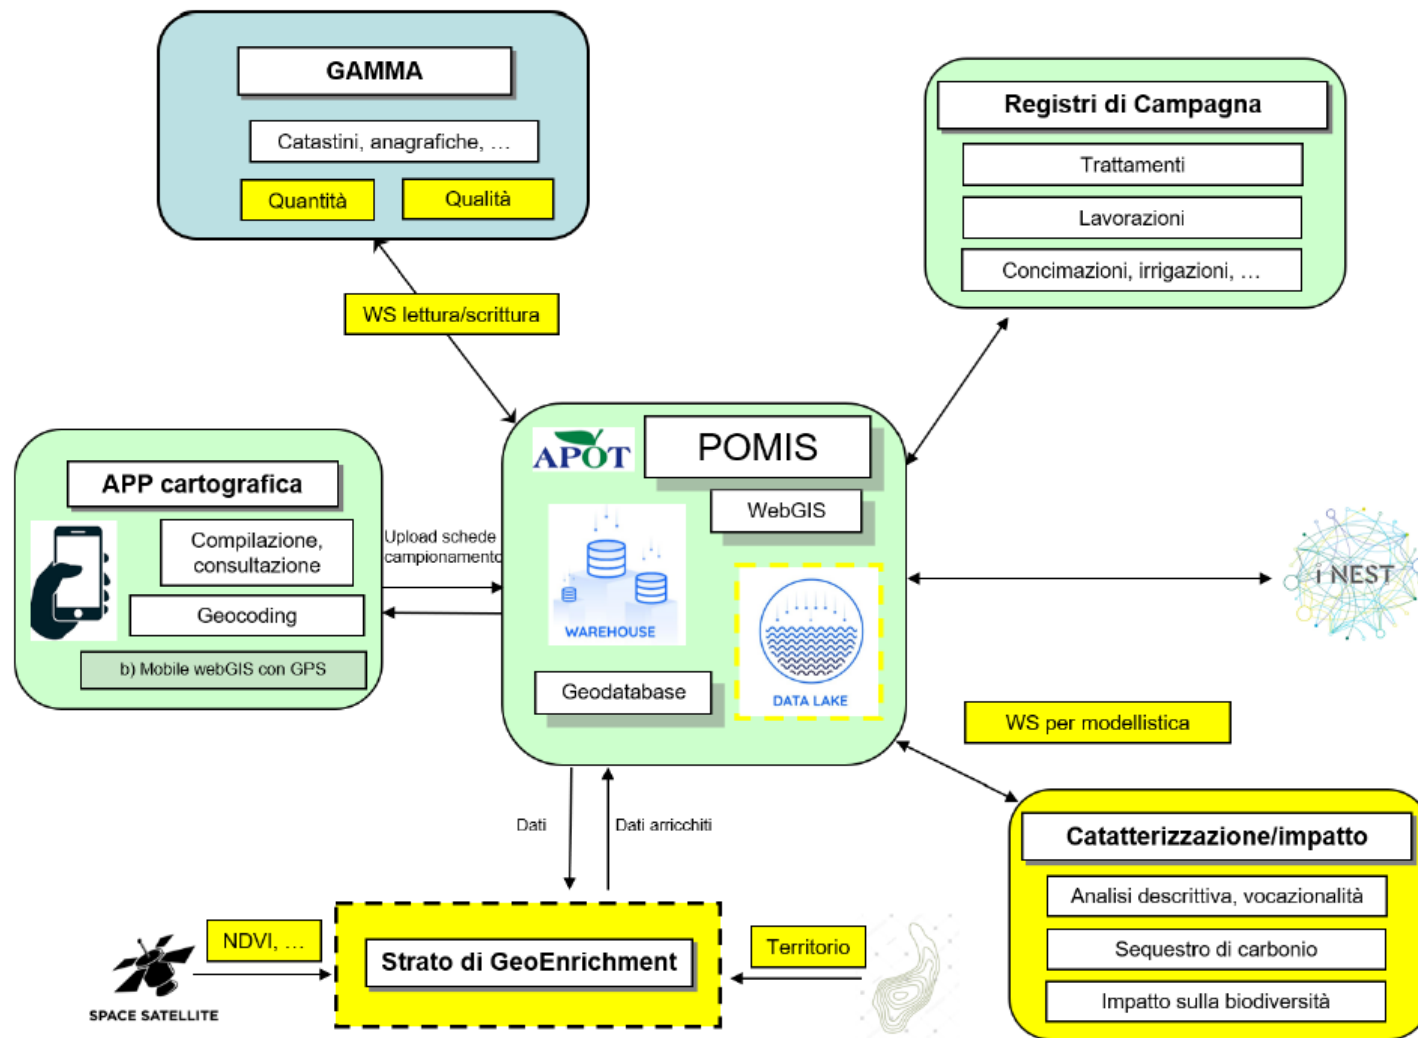 GAMMA
Catastini, anagrafiche, ...
Quantità
Qualità
Registri di Campagna
Trattamenti
Lavorazioni
Concimazioni, irrigazioni, ...
WS lettura/scrittura
APOT
POMIS
WebGIS
WAREHOUSE
DATA LAKE
Geodatabase
APP cartografica
Compilazione,
consultazione
Geocoding
b) Mobile webGIS con GPS
Upload schede
campionamento
i NEST
WS per modellistica
Catatterizzazione/impatto
Analisi descrittiva, vocazionalità
Sequestro di carbonio
Impatto sulla biodiversità
Dati
Dati arricchiti
NDVI, ...
SPACE SATELLITE
Strato di GeoEnrichment
Territorio